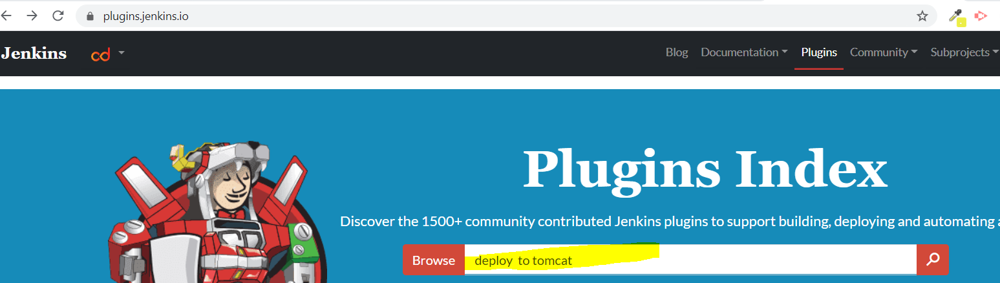 plugins.jenkins.io
Jenkins
cd
Blog Documentation Plugins Community Subprojects
Plugins Index
Discover the 1500+ community contributed Jenkins plugins to support building, deploying and automating
Browse deploy to tomcat